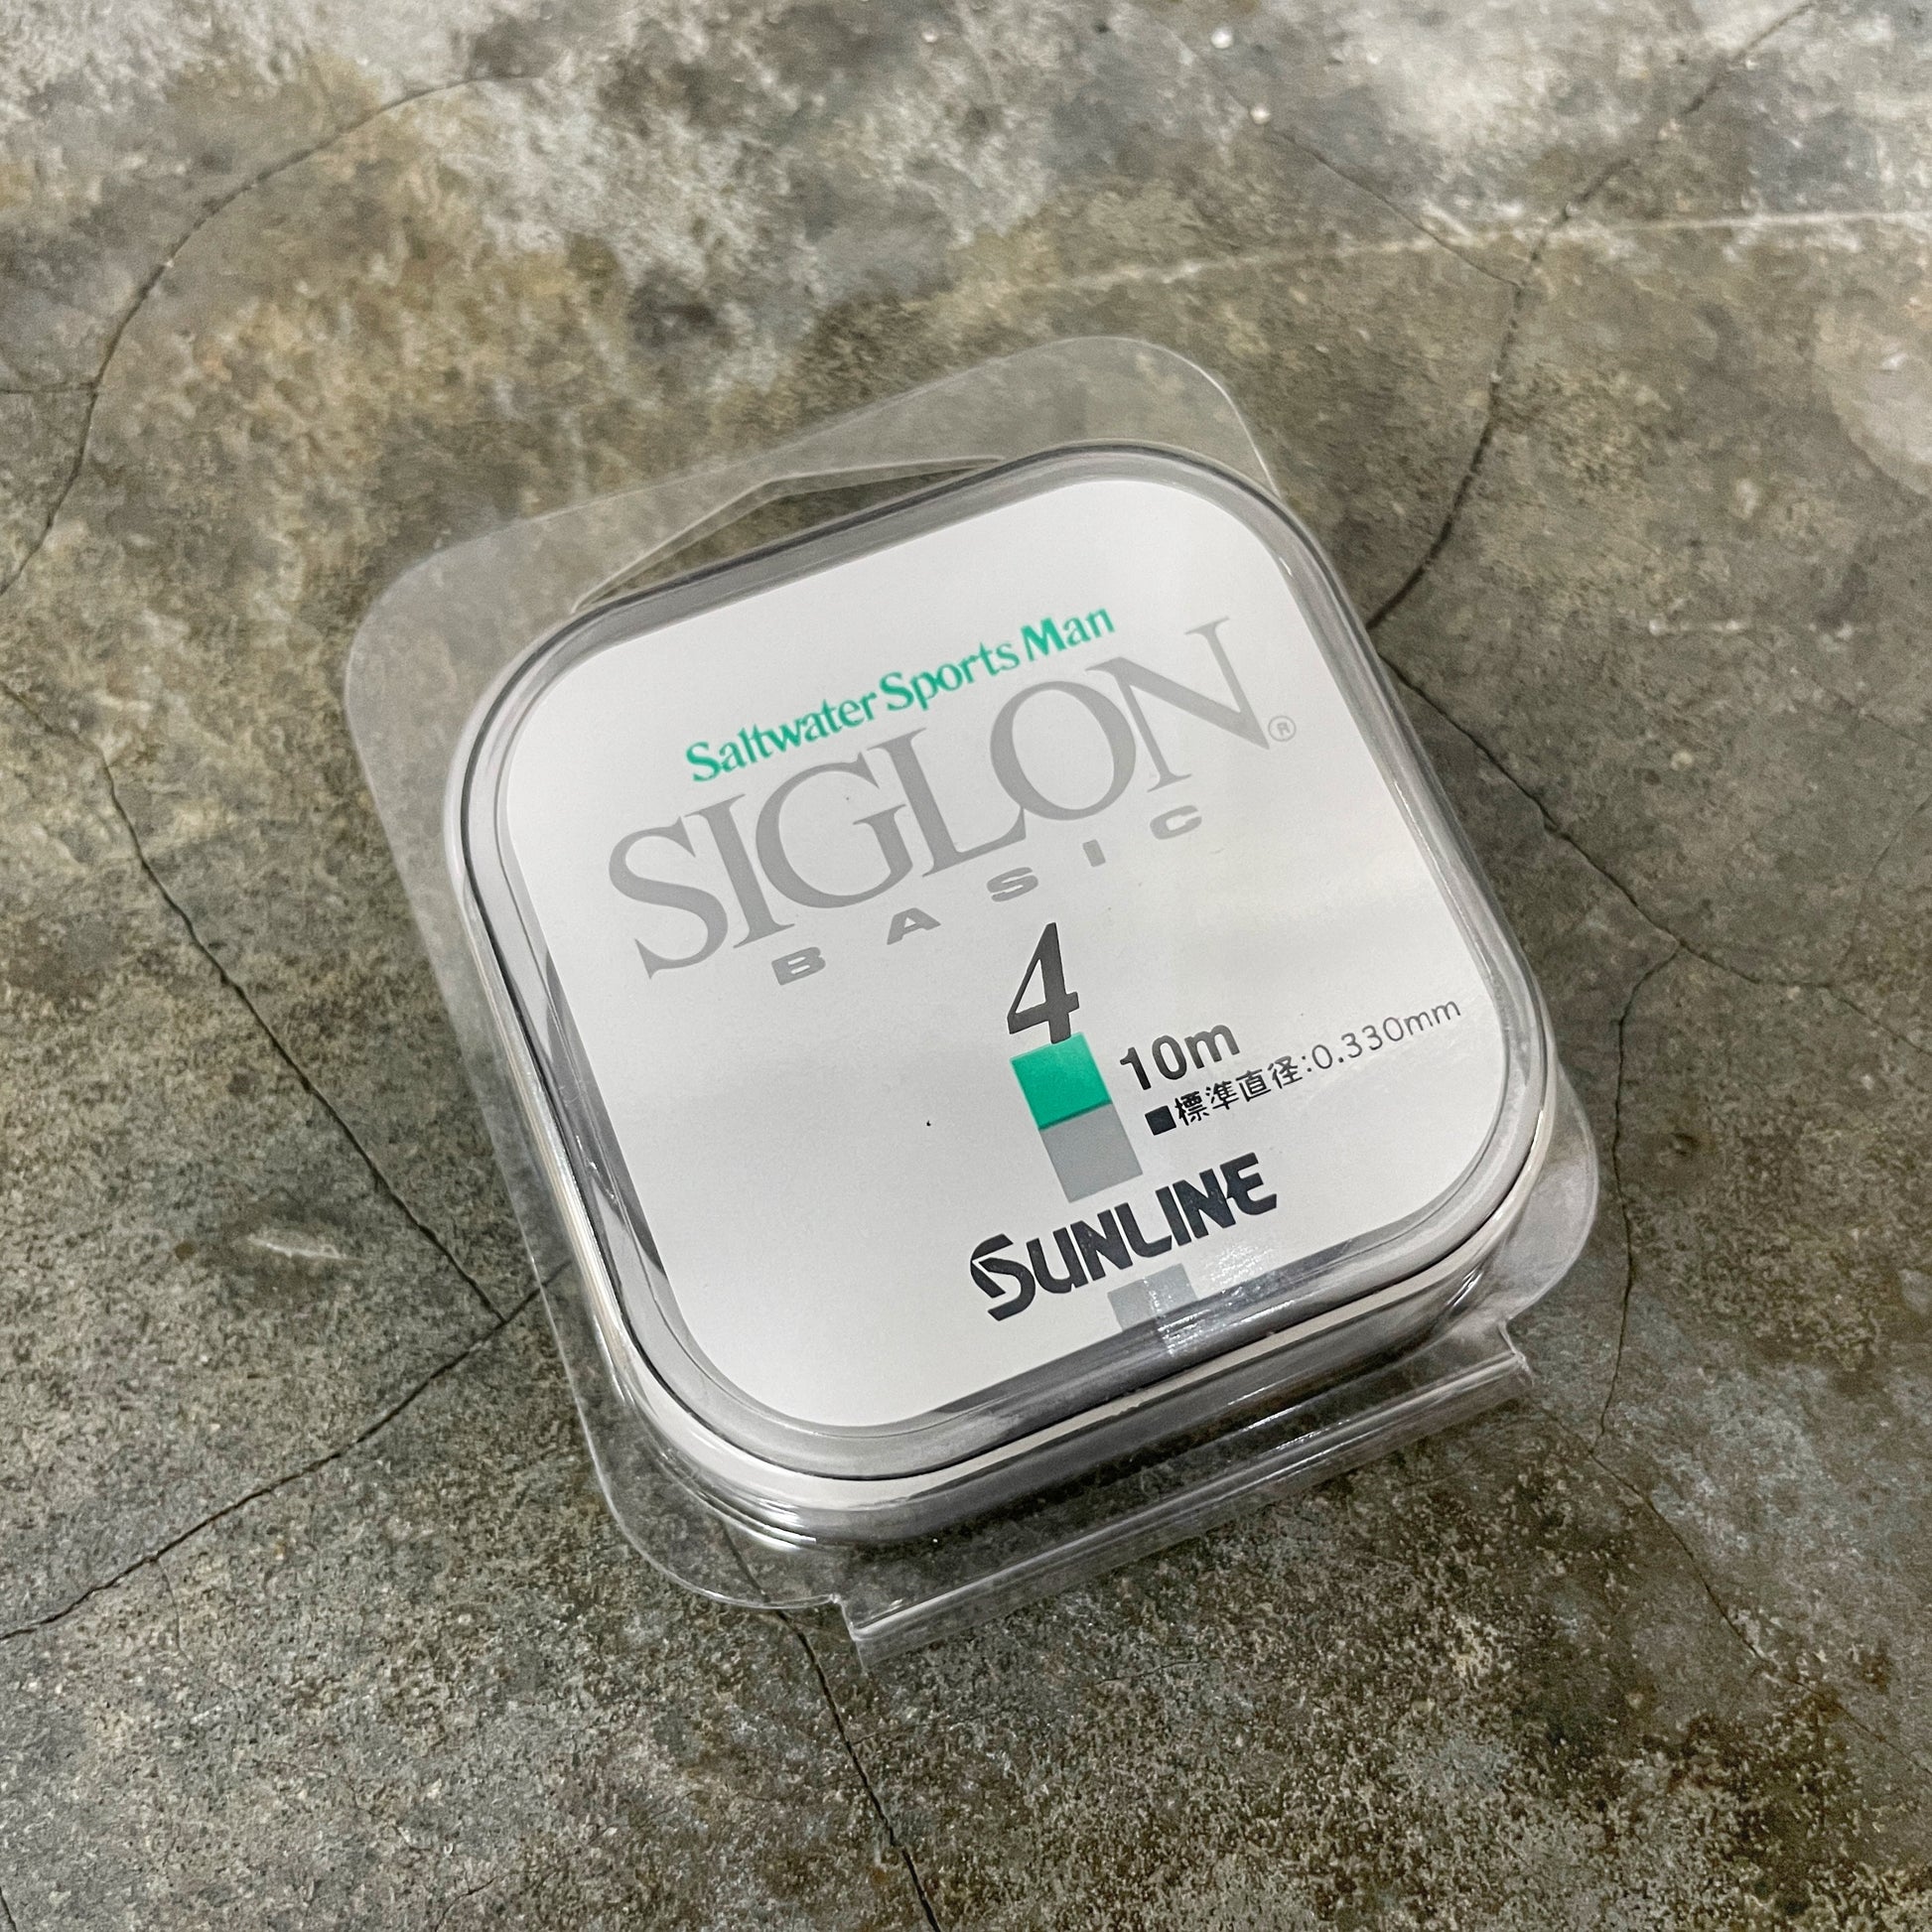 Saltwater Sports Man
SIGLON®
BASIC
4
10m
■標準直径:0.330mm
SUNLINE